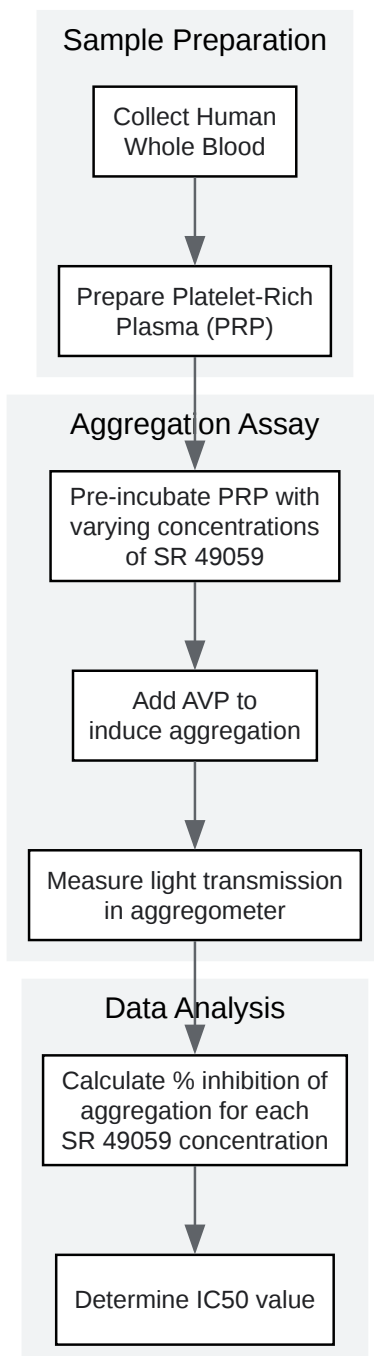 Sample Preparation
Collect Human
Whole Blood
Prepare Platelet-Rich
Plasma (PRP)
Aggregation Assay
Pre-incubate PRP with
varying concentrations
of SR 49059
Add AVP to
induce aggregation
Measure light transmission
in aggregometer
Data Analysis
Calculate % inhibition of
aggregation for each
SR 49059 concentration
Determine IC50 value